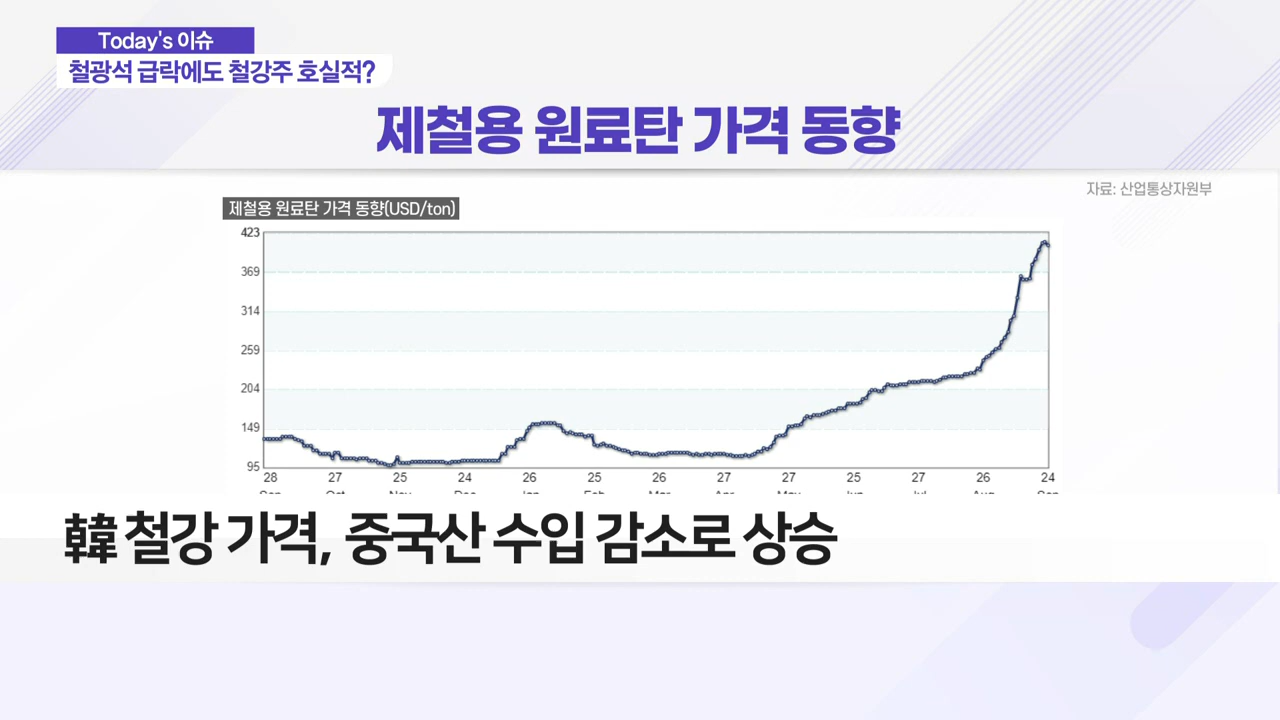 Today's 이슈
철광석 급락에도 철강주 호실적?
제철용 원료탄 가격 동향
자료: 산업통상자원부
제철용 원료탄 가격 동향(USD/ton)
423
369
314
259
204
149
95
28 27 25 24 26 25 26 27 27 25 27 26 24
韓 철강 가격, 중국산 수입 감소로 상승